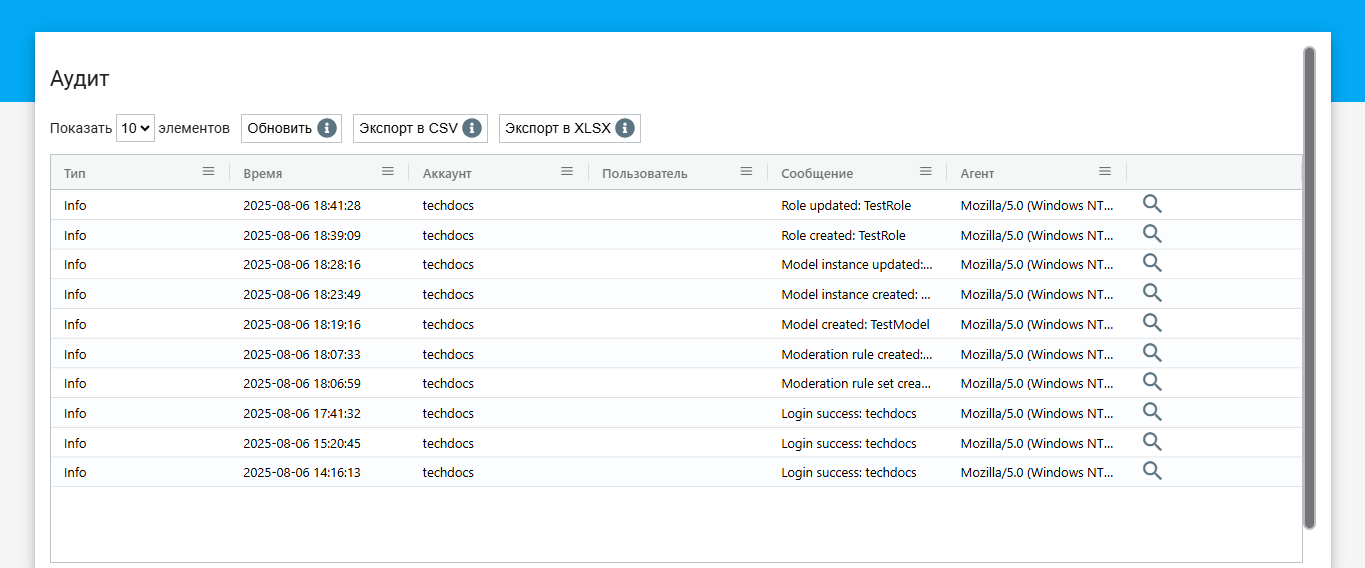 Аудит
Показать 10 элементов Обновить Экспорт в CSV Экспорт в XLSX
Тип Время Аккаунт Пользователь Сообщение Агент
Info 2025-08-06 18:41:28 techdocs Role updated: TestRole Mozilla/5.0 (Windows NT...
Info 2025-08-06 18:39:09 techdocs Role created: TestRole Mozilla/5.0 (Windows NT...
Info 2025-08-06 18:28:16 techdocs Model instance updated:... Mozilla/5.0 (Windows NT...
Info 2025-08-06 18:23:49 techdocs Model instance created: ... Mozilla/5.0 (Windows NT...
Info 2025-08-06 18:19:16 techdocs Model created: TestModel Mozilla/5.0 (Windows NT...
Info 2025-08-06 18:07:33 techdocs Moderation rule created:... Mozilla/5.0 (Windows NT...
Info 2025-08-06 18:06:59 techdocs Moderation rule set crea... Mozilla/5.0 (Windows NT...
Info 2025-08-06 17:41:32 techdocs Login success: techdocs Mozilla/5.0 (Windows NT...
Info 2025-08-06 15:20:45 techdocs Login success: techdocs Mozilla/5.0 (Windows NT...
Info 2025-08-06 14:16:13 techdocs Login success: techdocs Mozilla/5.0 (Windows NT...